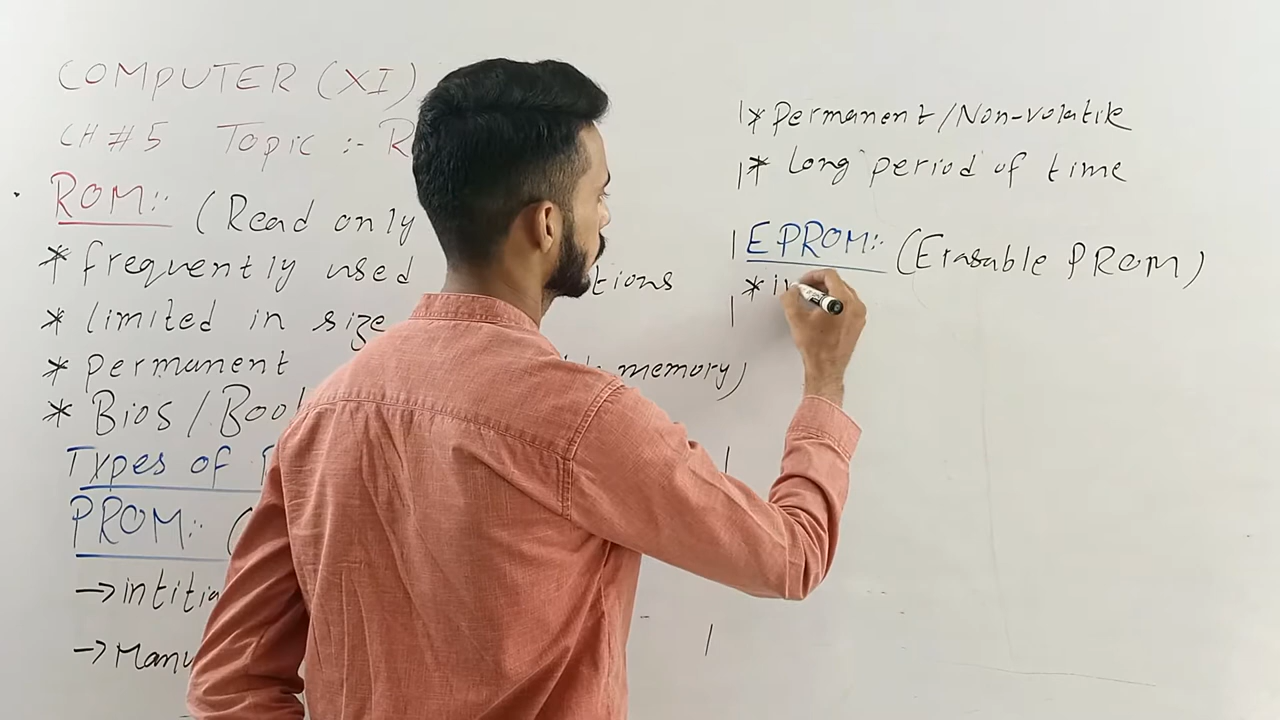 COMPUTER (XI)
CH #5 Topic :- R
ROM:: (Read only
* frequently used tions
* limited in size
* Permanent memory)
* Bios / Boo
Types of
PROM:: (
→ intitia
→ Manu
* Permanent / Non-volatile
* Long period of time
EPROM:: (Erasable PROM)
* i